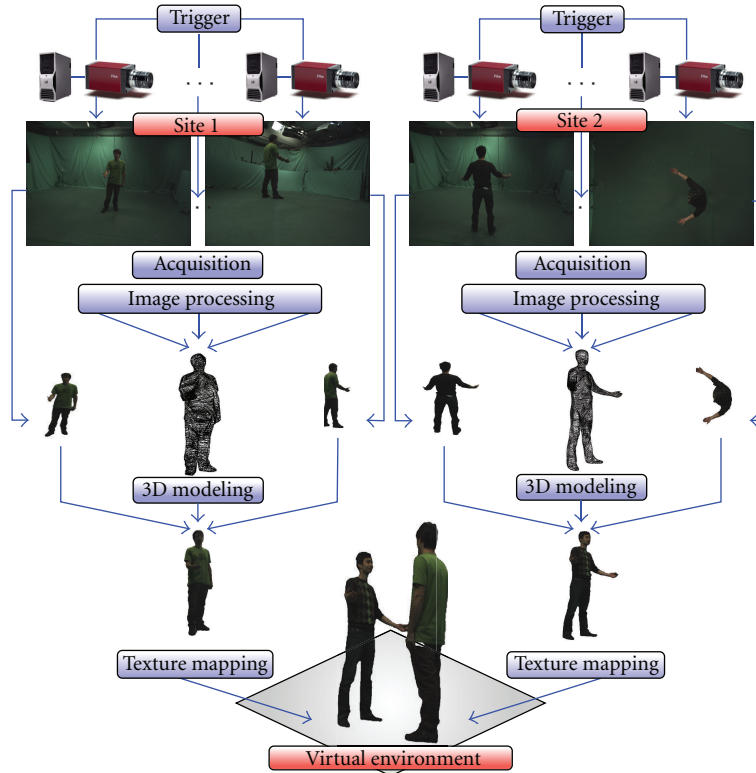 Trigger
Trigger
. . .
. . .
Site 1
Site 2
. .
. .
Acquisition
Acquisition
Image processing
Image processing
3D modeling
3D modeling
Texture mapping
Texture mapping
Virtual environment